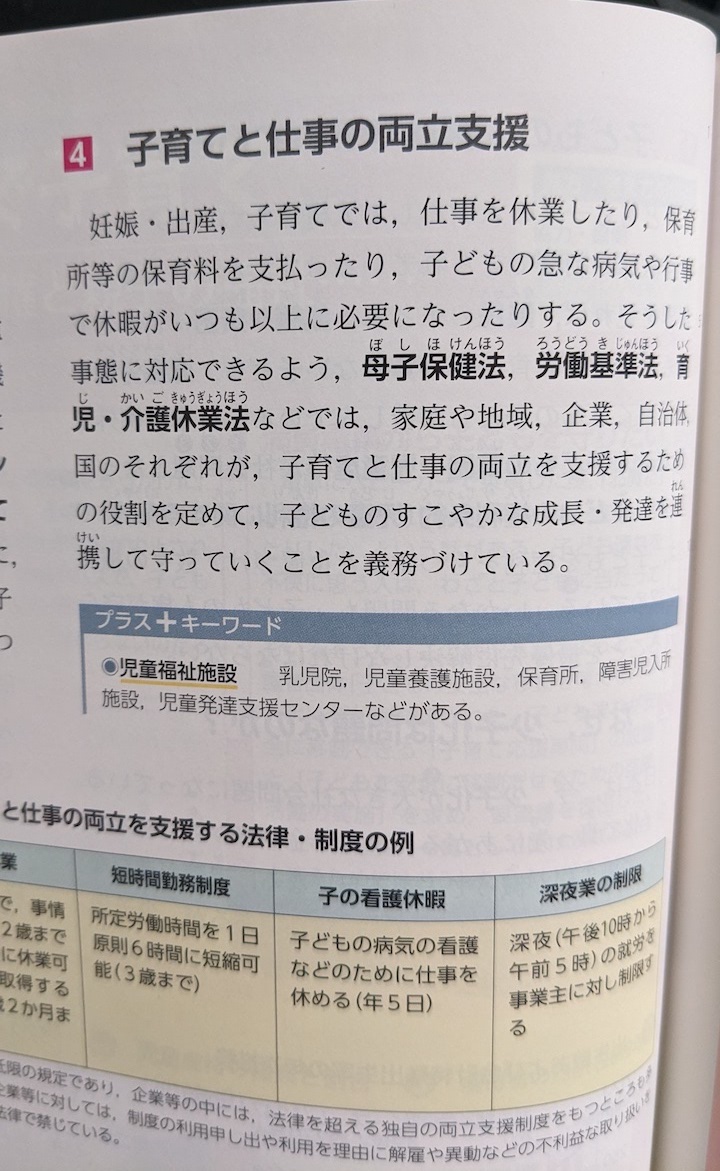 4 子育てと仕事の両立支援
妊娠・出産，子育てでは，仕事を休業したり，保育
所等の保育料を支払ったり，子どもの急な病気や行事
で休暇がいつも以上に必要になったりする。そうした
事態に対応できるよう，母子保健法，労働基準法，育
児・介護休業法などでは，家庭や地域，企業，自治体，
国のそれぞれが，子育てと仕事の両立を支援するため
の役割を定めて，子どものすこやかな成長・発達を連
携して守っていくことを義務づけている。
プラス＋キーワード
◉児童福祉施設　乳児院，児童養護施設，保育所，障害児入所
施設，児童発達支援センターなどがある。
と仕事の両立を支援する法律・制度の例
業
で，事情
2歳まで
に休業可
取得する
歳2か月ま
短時間勤務制度
所定労働時間を１日
原則６時間に短縮可
能（３歳まで）
子の看護休暇
子どもの病気の看護
などのために仕事を
休める（年５日）
深夜業の制限
深夜（午後10時から
午前５時）の就労を
事業主に対し制限す
る
低限の規定であり，企業等の中には，法律を超える独自の両立支援制度をもつところも
企業等に対しては，制度の利用申し出や利用を理由に解雇や異動などの不利益な取り扱いを
法律で禁じている。